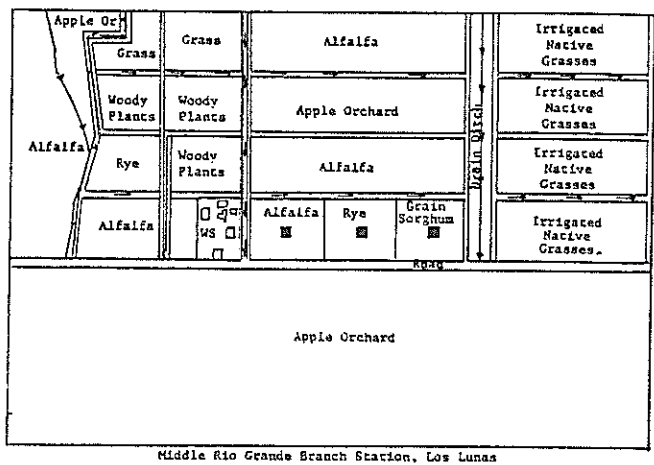 Apple Or
Grass
Grass
Alfalfa
Irrigated
Native
Grasses
Woody
Plants
Woody
Plants
Apple Orchard
Irrigated
Native
Grasses
Drain Ditch
Alfalfa
Rye
Woody
Plants
Alfalfa
Irrigated
Native
Grasses
Alfalfa
WS
Alfalfa
Rye
Grain
Sorghum
Irrigated
Native
Grasses.
Road
Apple Orchard
Middle Rio Grande Branch Station, Los Lunas